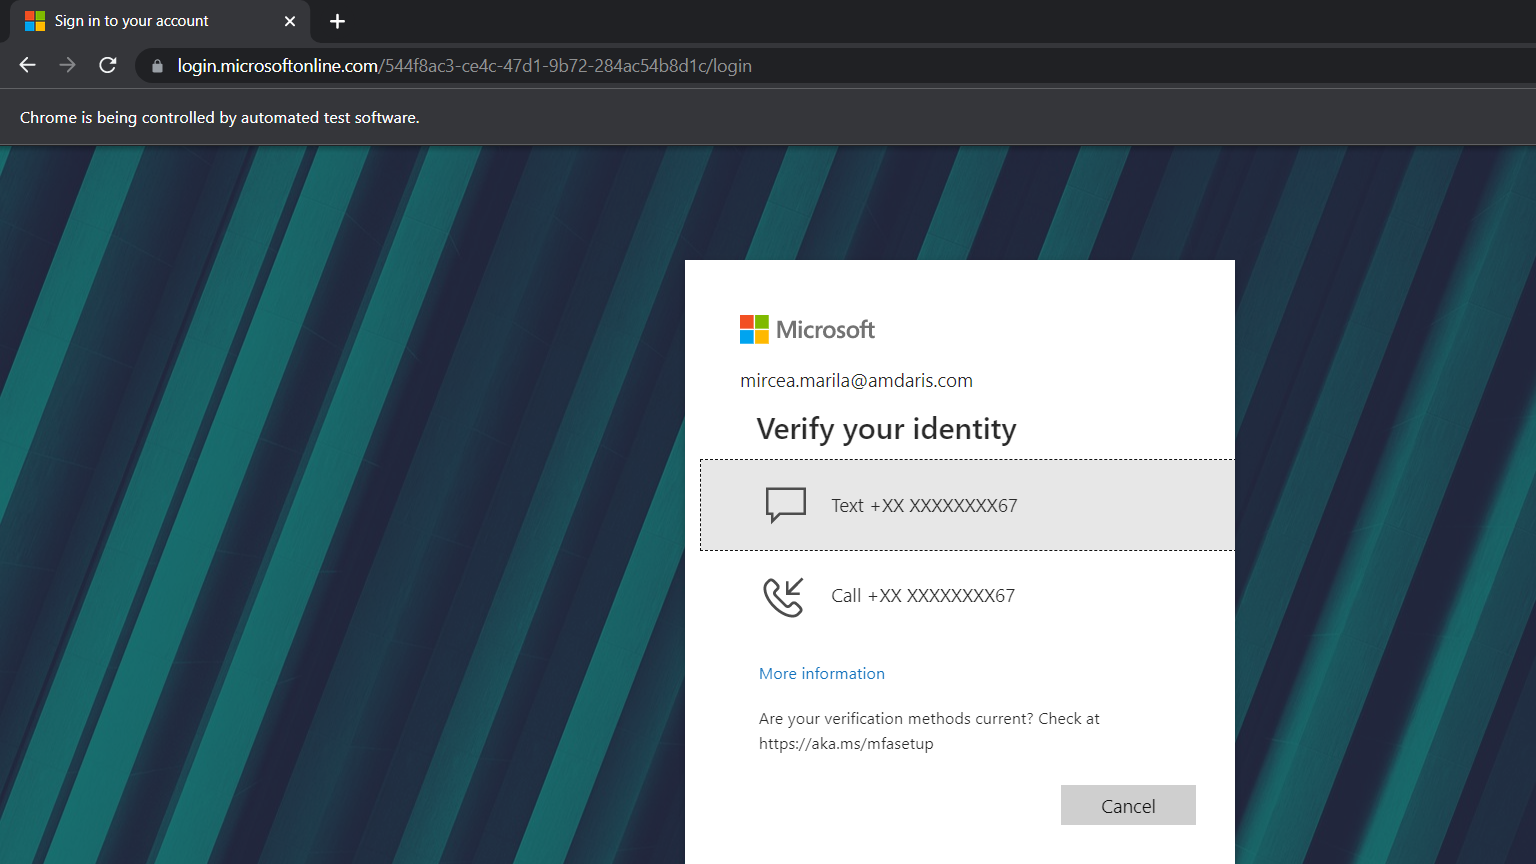 Sign in to your account
login.microsoftonline.com/544f8ac3-ce4c-47d1-9b72-284ac54b8d1c/login
Chrome is being controlled by automated test software.
Microsoft
mircea.marila@amdaris.com
Verify your identity
Text +XX XXXXXXXX67
Call +XX XXXXXXXX67
More information
Are your verification methods current? Check at
https://aka.ms/mfasetup
Cancel